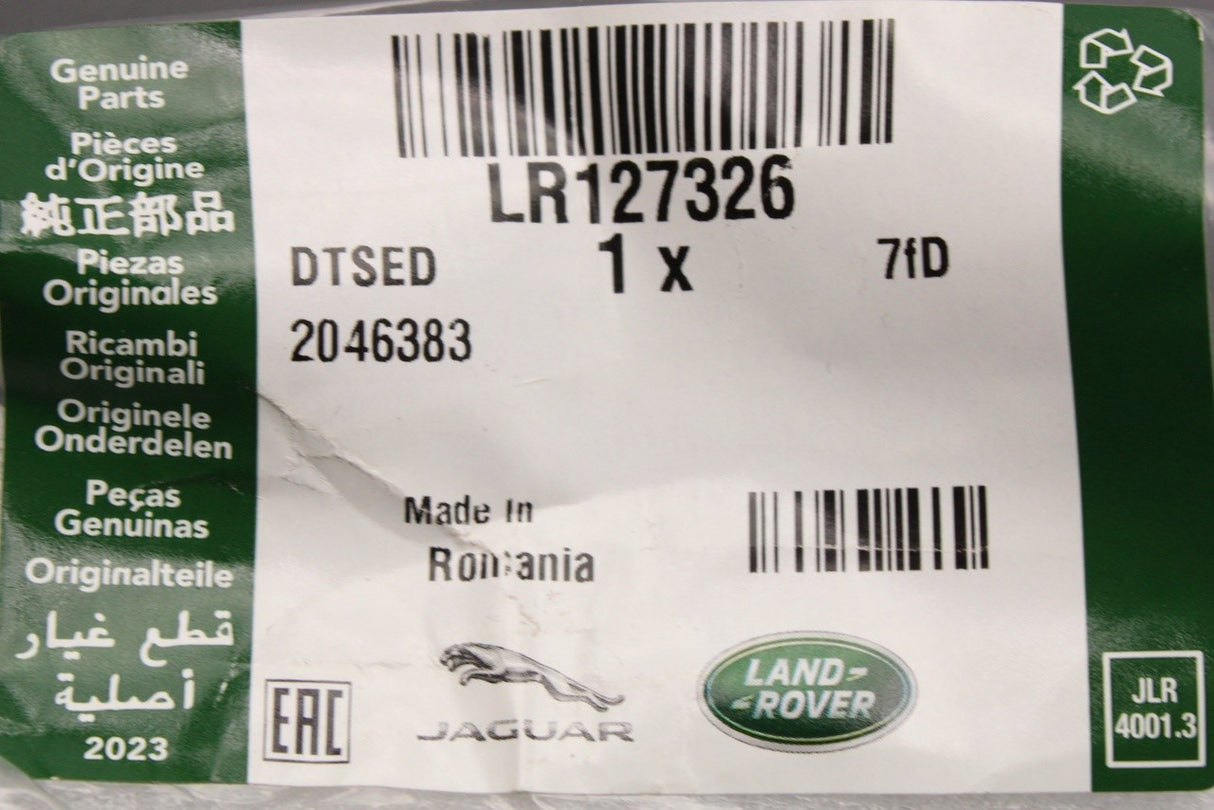 Genuine
Parts
Pièces
d'Origine
純正部品
Piezas
Originales
Ricambi
Originali
Originele
Onderdelen
Peças
Genuinas
Originalteile
قطع غيار
أصلية
2023
LR127326
DTSED 1 x 7fD
2046383
Made In
Romania
EAC
JAGUAR
LAND-
-ROVER
JLR
4001.3